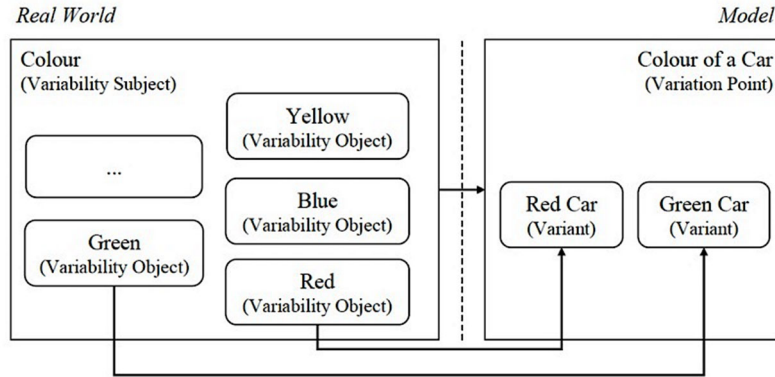 Real World
Model
Colour
(Variability Subject)
Colour of a Car
(Variation Point)
Yellow
(Variability Object)
...
Blue
(Variability Object)
Red Car
(Variant)
Green Car
(Variant)
Green
(Variability Object)
Red
(Variability Object)